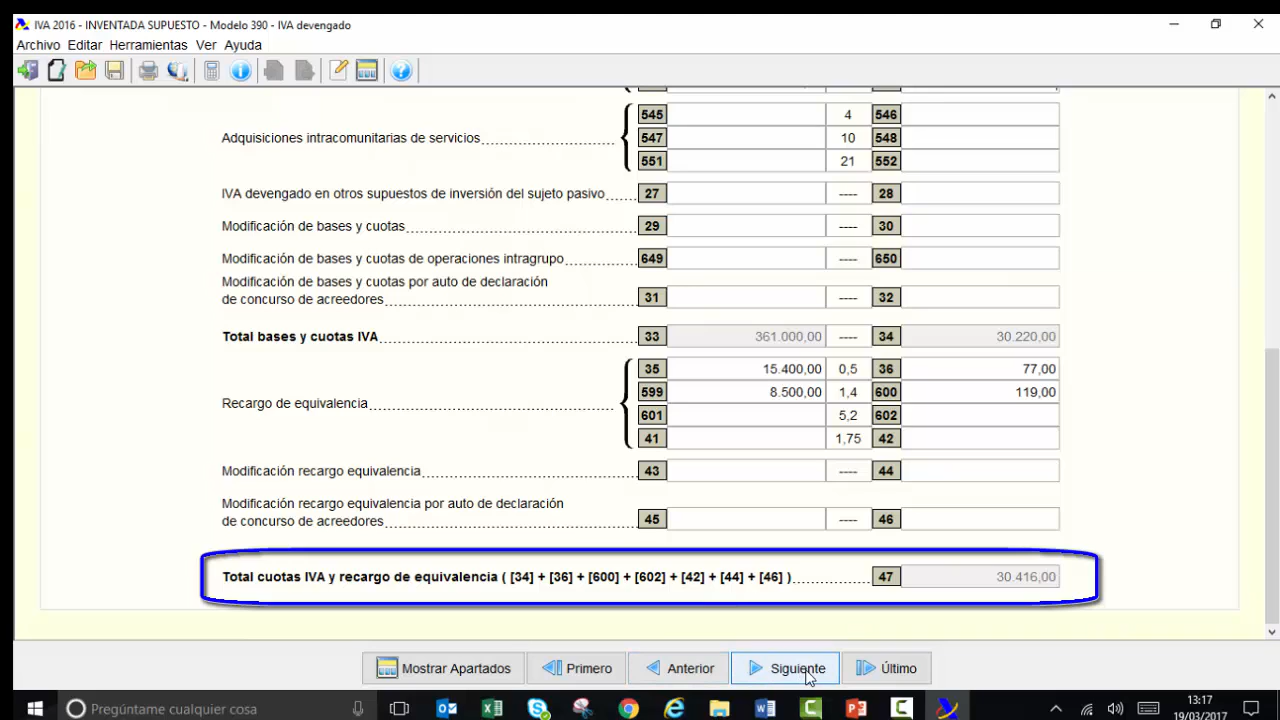 IVA 2016 - INVENTADA SUPUESTO - Modelo 390 - IVA devengado
Archivo Editar Herramientas Ver Ayuda
545 4 546
Adquisiciones intracomunitarias de servicios 547 10 548
551 21 552
IVA devengado en otros supuestos de inversión del sujeto pasivo 27 ---- 28
Modificación de bases y cuotas 29 ---- 30
Modificación de bases y cuotas de operaciones intragrupo 649 ---- 650
Modificación de bases y cuotas por auto de declaración
de concurso de acreedores 31 ---- 32
Total bases y cuotas IVA 33 361.000,00 ---- 34 30.220,00
35 15.400,00 0,5 36 77,00
599 8.500,00 1,4 600 119,00
Recargo de equivalencia
601 5,2 602
41 1,75 42
Modificación recargo equivalencia 43 ---- 44
Modificación recargo equivalencia por auto de declaración
de concurso de acreedores 45 ---- 46
Total cuotas IVA y recargo de equivalencia ( [34] + [36] + [600] + [602] + [42] + [44] + [46] ) 47 30.416,00
Mostrar Apartados Primero Anterior Siguiente Último
Pregúntame cualquier cosa
13:17
19/03/2017